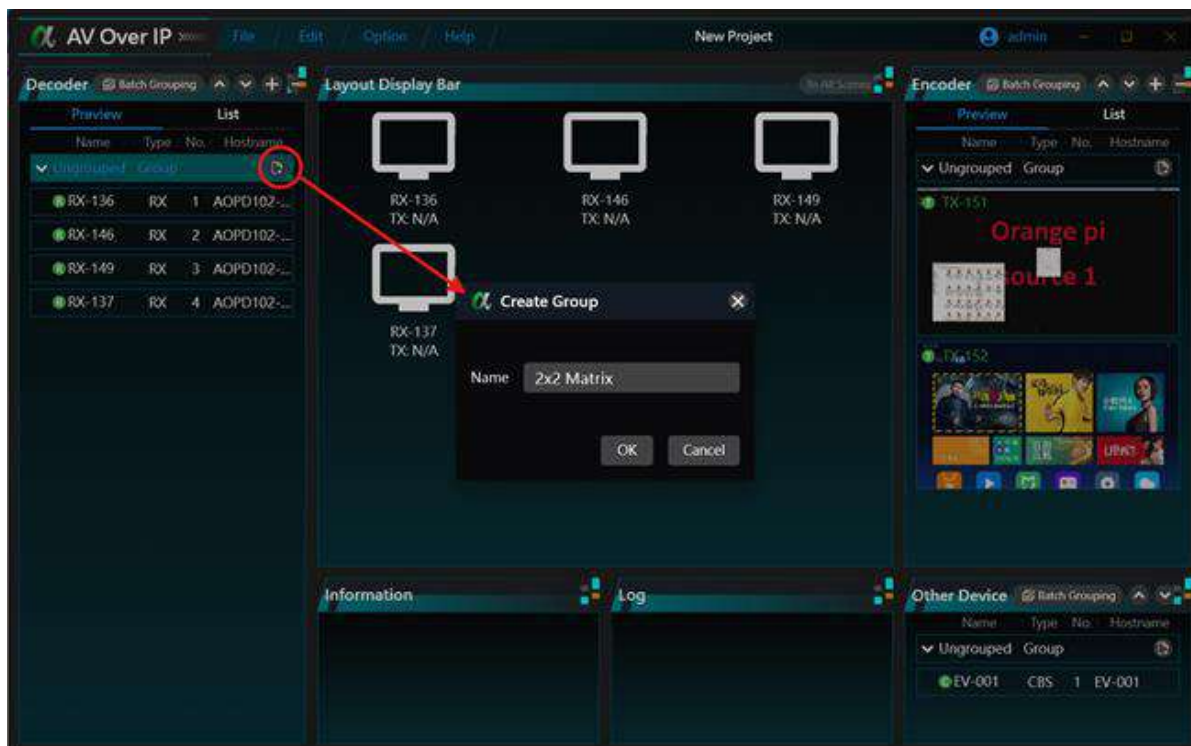 AV Over IP File / Edit / Option / Help / New Project admin
Decoder Batch Grouping
Preview List
Name Type No. Hostname
Ungrouped Group
RX-136 RX 1 AOPD102-...
RX-146 RX 2 AOPD102-...
RX-149 RX 3 AOPD102-...
RX-137 RX 4 AOPD102-...
Layout Display Bar
RX-136
TX: N/A
RX-146
TX: N/A
RX-149
TX: N/A
RX-137
TX: N/A
Create Group
Name 2x2 Matrix
OK Cancel
Information
Log
Encoder Batch Grouping
Preview List
Name Type No. Hostname
Ungrouped Group
TX-151
Orange pi
source 1
TX-152
Other Device Batch Grouping
Name Type No. Hostname
Ungrouped Group
EV-001 CBS 1 EV-001